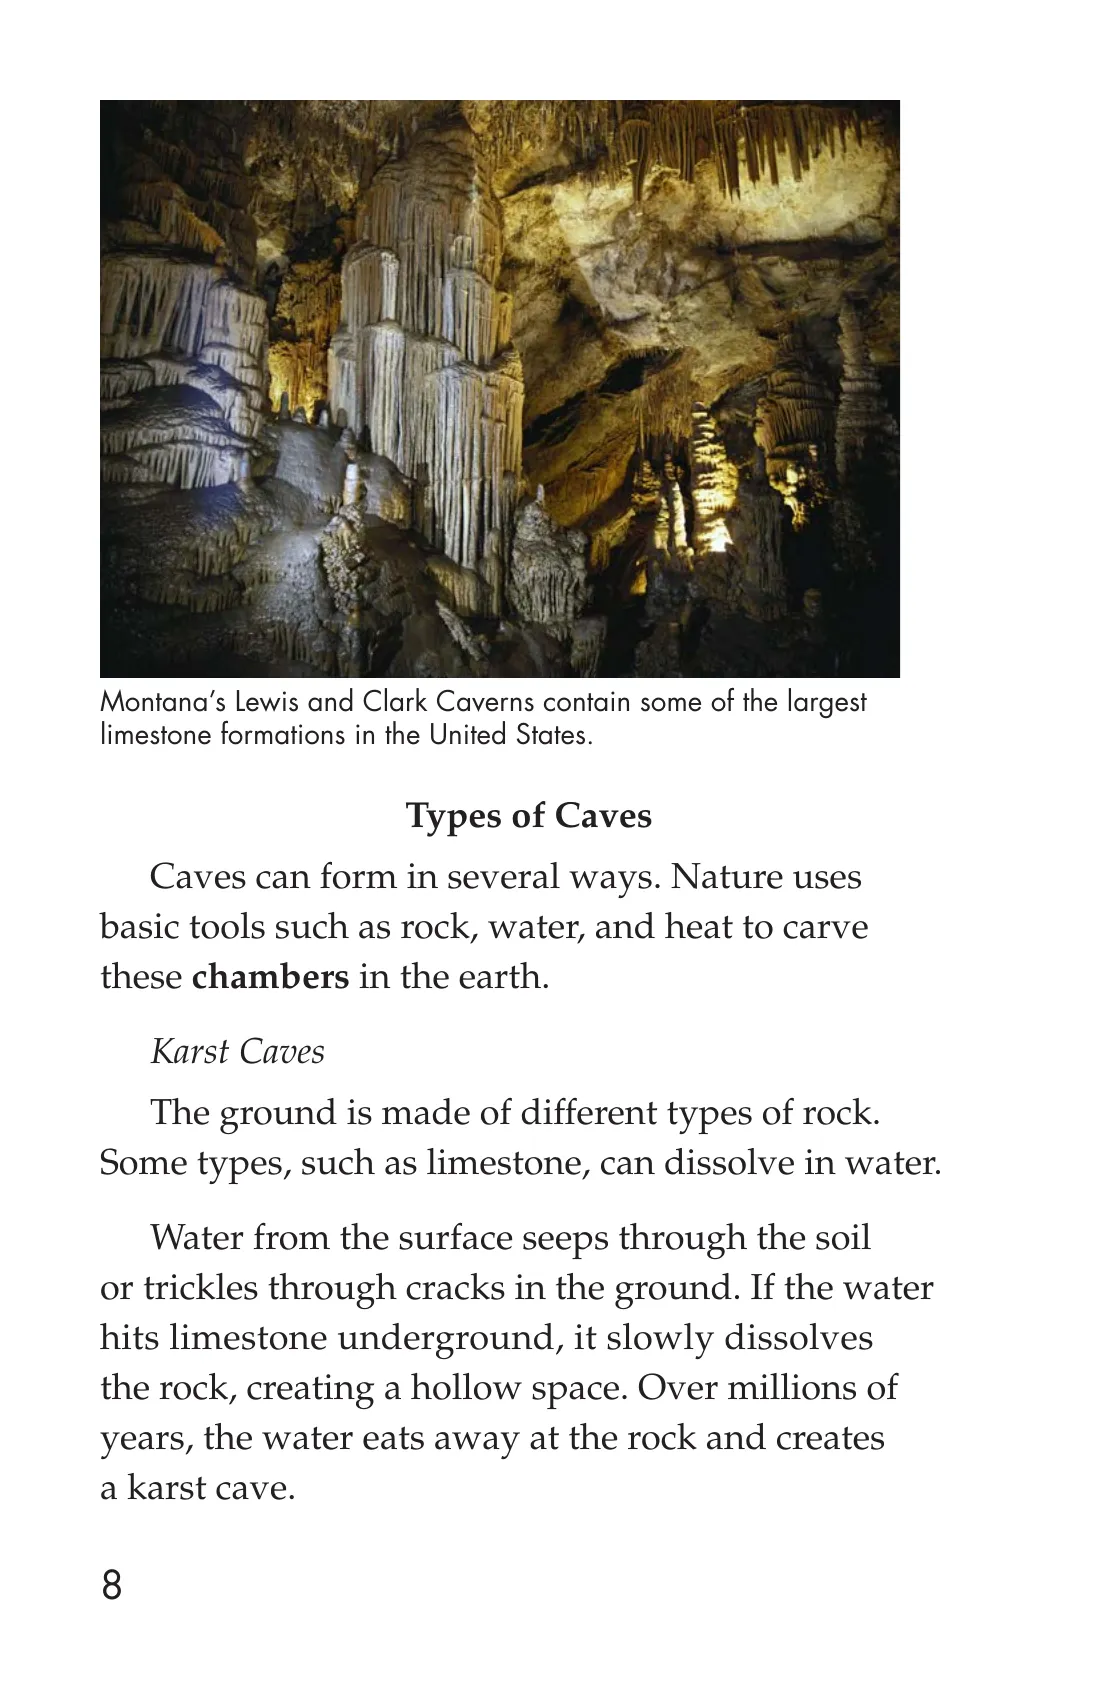 Montana’s Lewis and Clark Caverns contain some of the largest
limestone formations in the United States.
Types of Caves
Caves can form in several ways. Nature uses
basic tools such as rock, water, and heat to carve
these chambers in the earth.
Karst Caves
The ground is made of different types of rock.
Some types, such as limestone, can dissolve in water.
Water from the surface seeps through the soil
or trickles through cracks in the ground. If the water
hits limestone underground, it slowly dissolves
the rock, creating a hollow space. Over millions of
years, the water eats away at the rock and creates
a karst cave.
8